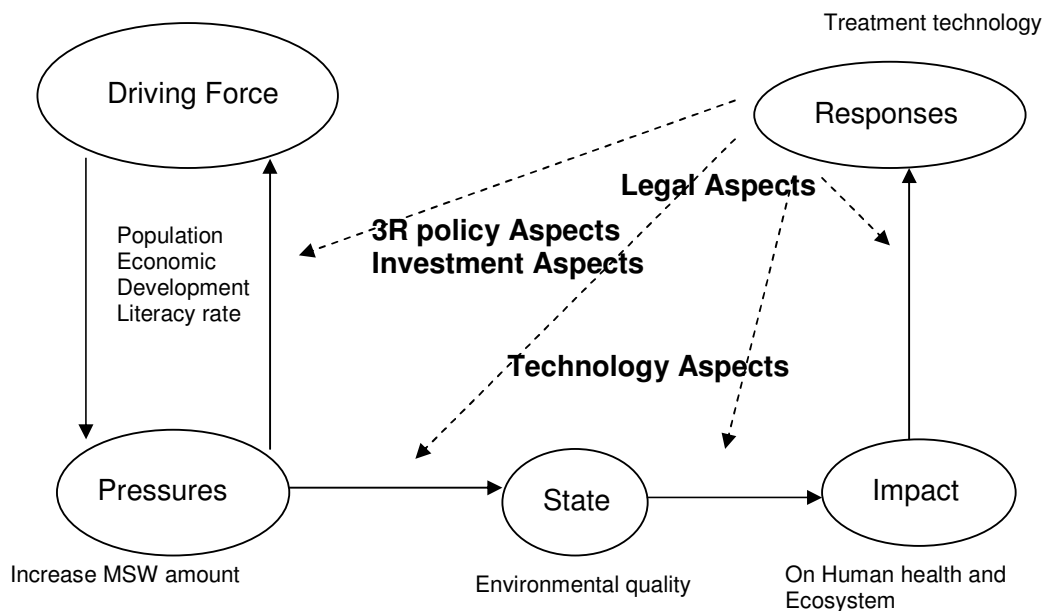 Treatment technology
Driving Force
Responses
Legal Aspects
3R policy Aspects
Investment Aspects
Population
Economic
Development
Literacy rate
Technology Aspects
Pressures
State
Impact
Increase MSW amount
Environmental quality
On Human health and
Ecosystem